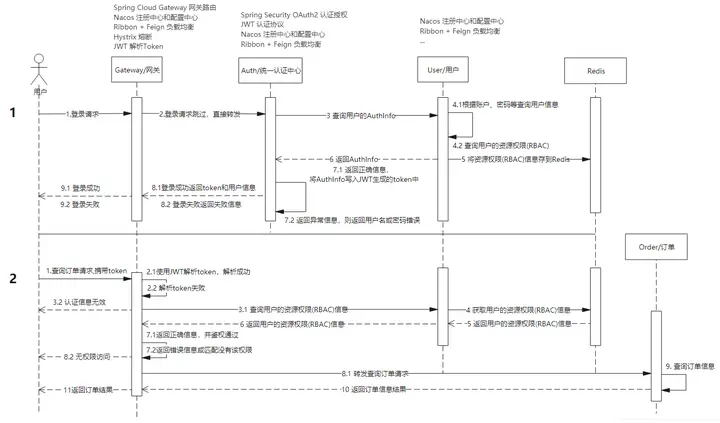 Spring Cloud Gateway 网关路由
Nacos 注册中心和配置中心
Ribbon + Feign 负载均衡
Hystrix 熔断
JWT 解析Token
Spring Security OAuth2 认证授权
JWT 认证协议
Nacos 注册中心和配置中心
Ribbon + Feign 负载均衡
Nacos 注册中心和配置中心
Ribbon + Feign 负载均衡
...
用户
Gateway/网关
Auth/统一认证中心
User/用户
Redis
1
1.登录请求
2.登录请求跳过，直接转发
3 查询用户的AuthInfo
4.1根据账户、密码等查询用户信息
4.2 查询用户的资源权限(RBAC)
5 将资源权限(RBAC)信息存到Redis
6 返回AuthInfo
7.1 返回正确信息，
将AuthInfo写入JWT生成的token中
8.1登录成功返回token和用户信息
9.1 登录成功
8.2 登录失败返回失败信息
9.2 登录失败
7.2 返回异常信息，则返回用户名或密码错误
Order/订单
2
1.查询订单请求,携带token
2.1使用JWT解析token，解析成功
2.2 解析token失败
3.2 认证信息无效
3.1 查询用户的资源权限(RBAC)信息
4 获取用户的资源权限(RBAC)信息
5 返回用户的资源权限(RBAC)信息
6 返回用户的资源权限(RBAC)信息
7.1返回正确信息，并鉴权通过
7.2返回错误信息或匹配没有该权限
8.2 无权限访问
8.1 转发查询订单请求
9. 查询订单信息
10 返回订单信息结果
11返回订单结果